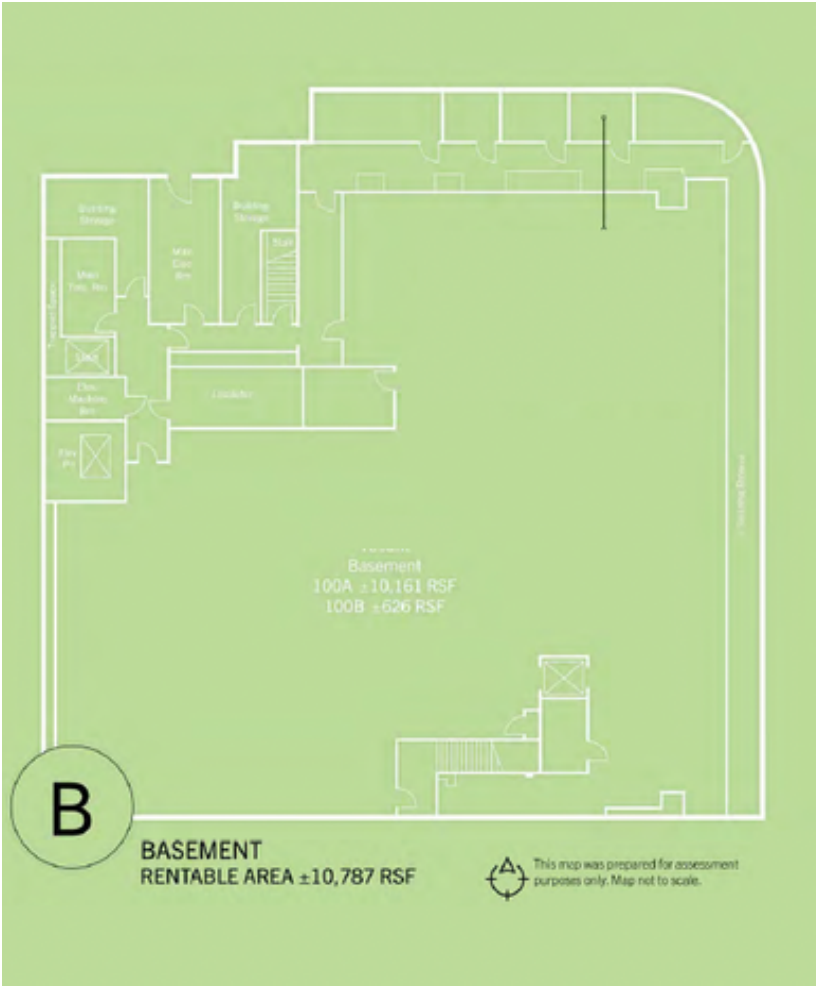 Building
Storage
Building
Storage
Stair
Main
Elec
Rm
Main
Tele. Rm
Elev.
Machine
Rm
Elev
Pit
Basement
100A ±10,161 RSF
100B ±626 RSF
B
BASEMENT
RENTABLE AREA ±10,787 RSF
This map was prepared for assessment
purposes only. Map not to scale.